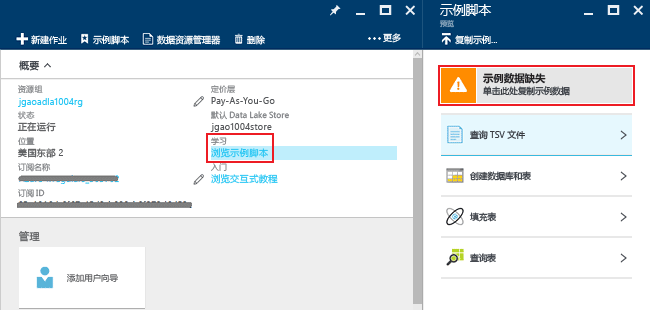 新建作业
示例脚本
数据资源管理器
删除
更多
概要
资源组
jgaoadla1004rg
状态
正在运行
位置
美国东部 2
订阅名称
订阅 ID
定价层
Pay-As-You-Go
默认 Data Lake Store
jgao1004store
学习
浏览示例脚本
入门
浏览交互式教程
管理
添加用户向导
示例脚本
预览
复制示例...
示例数据缺失
单击此处复制示例数据
查询 TSV 文件
创建数据库和表
填充表
查询表